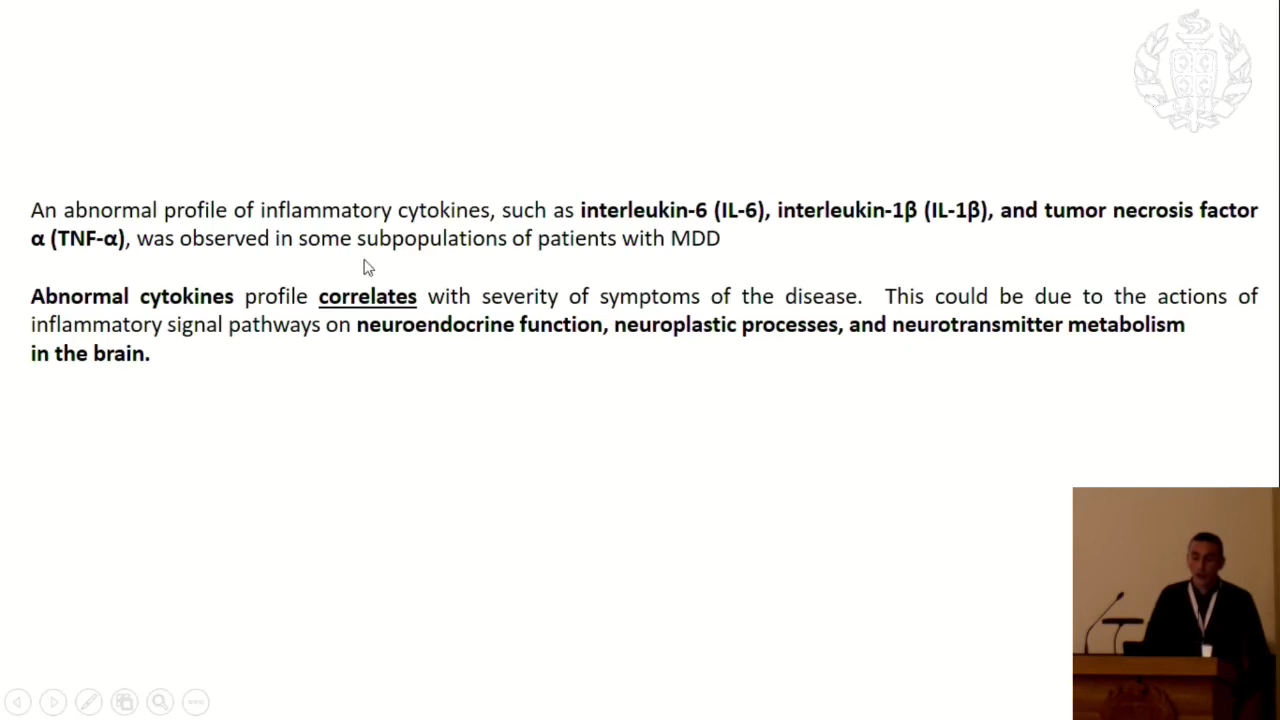 An abnormal profile of inflammatory cytokines, such as interleukin-6 (IL-6), interleukin-1β (IL-1β), and tumor necrosis factor
α (TNF-α), was observed in some subpopulations of patients with MDD
Abnormal cytokines profile correlates with severity of symptoms of the disease. This could be due to the actions of
inflammatory signal pathways on neuroendocrine function, neuroplastic processes, and neurotransmitter metabolism
in the brain.